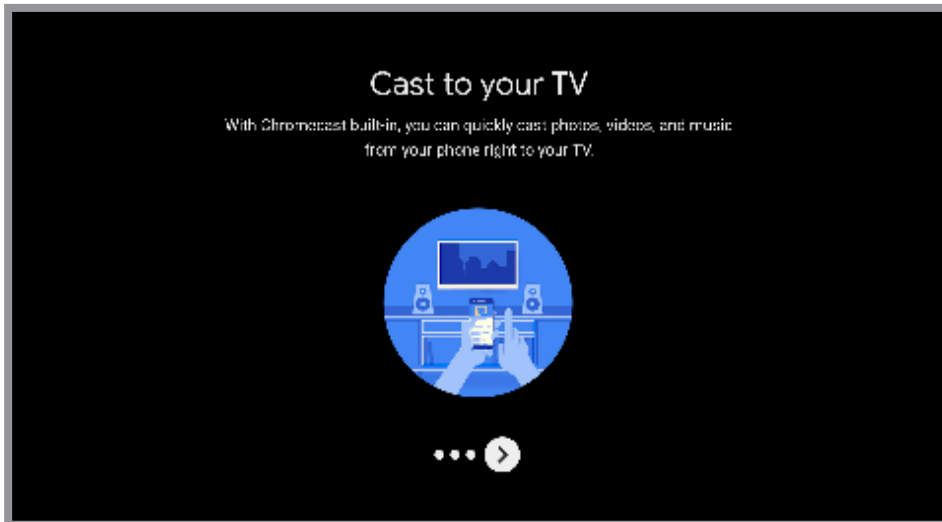 Cast to your TV
With Chromecast built-in, you can quickly cast photos, videos, and music
from your phone right to your TV.